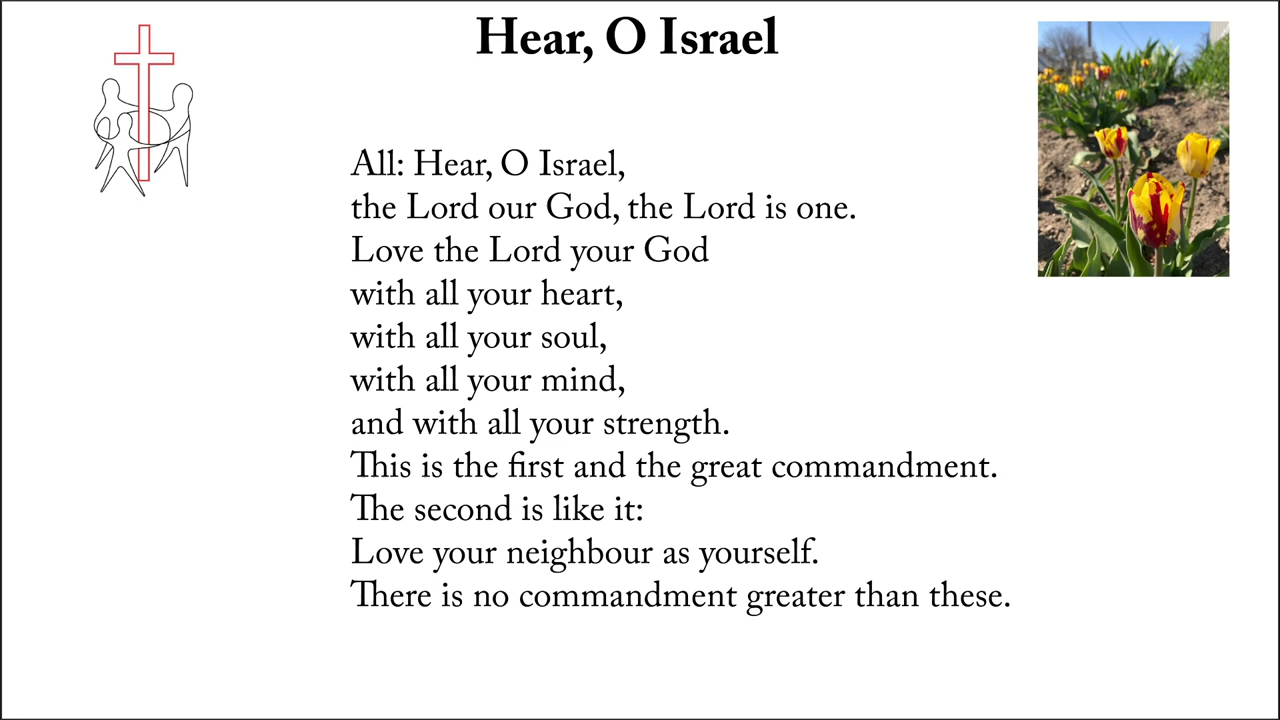 Hear, O Israel
All: Hear, O Israel,
the Lord our God, the Lord is one.
Love the Lord your God
with all your heart,
with all your soul,
with all your mind,
and with all your strength.
This is the first and the great commandment.
The second is like it:
Love your neighbour as yourself.
There is no commandment greater than these.